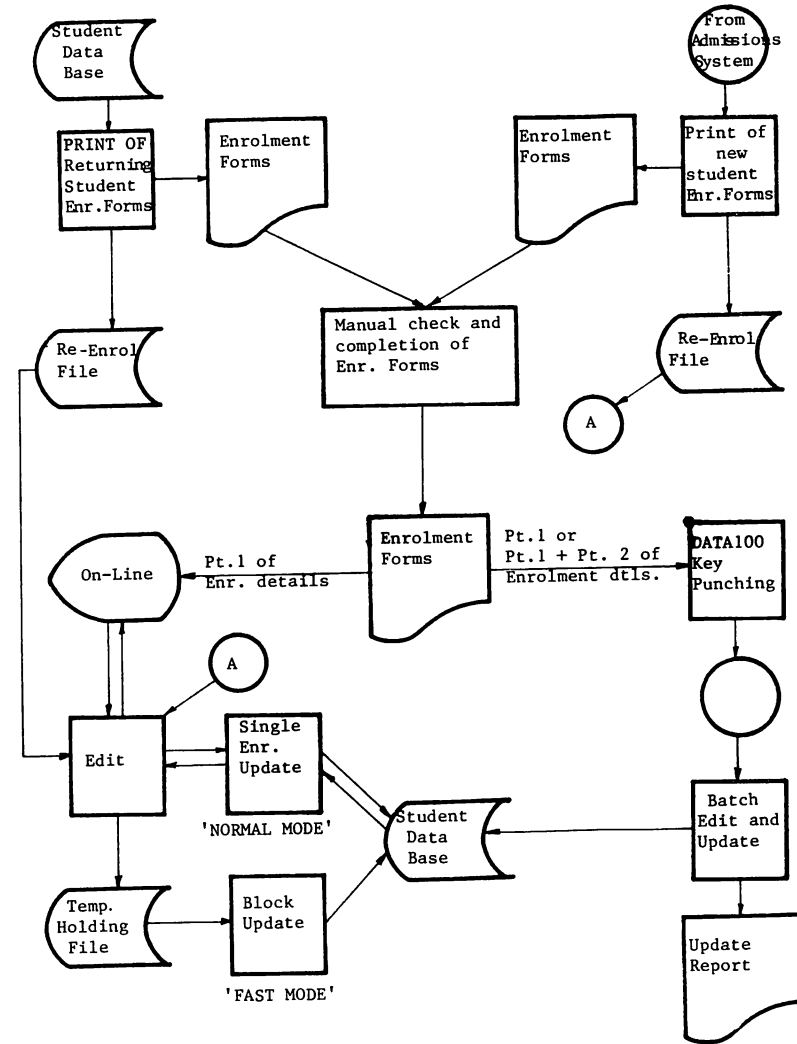 Student
Data
Base
From
Admissions
System
PRINT OF
Returning
Student
Enr.Forms
Enrolment
Forms
Enrolment
Forms
Print of
new
student
Enr.Forms
Re-Enrol
File
Manual check and
completion of
Enr. Forms
Re-Enrol
File
A
On-Line
Pt.1 of
Enr. details
Enrolment
Forms
Pt.1 or
Pt.1 + Pt. 2 of
Enrolment dtls.
DATA100
Key
Punching
A
Edit
Single
Enr.
Update
'NORMAL MODE'
Student
Data
Base
Batch
Edit and
Update
Temp.
Holding
File
Block
Update
'FAST MODE'
Update
Report